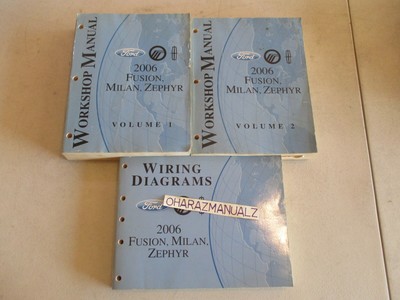 WORKSHOP MANUAL
Ford
2006
FUSION,
MILAN, ZEPHYR
VOLUME 1
WORKSHOP MANUAL
Ford
2006
FUSION,
MILAN, ZEPHYR
VOLUME 2
WIRING
DIAGRAMS
Ford
OHARAZMANUALZ
2006
FUSION, MILAN,
ZEPHYR